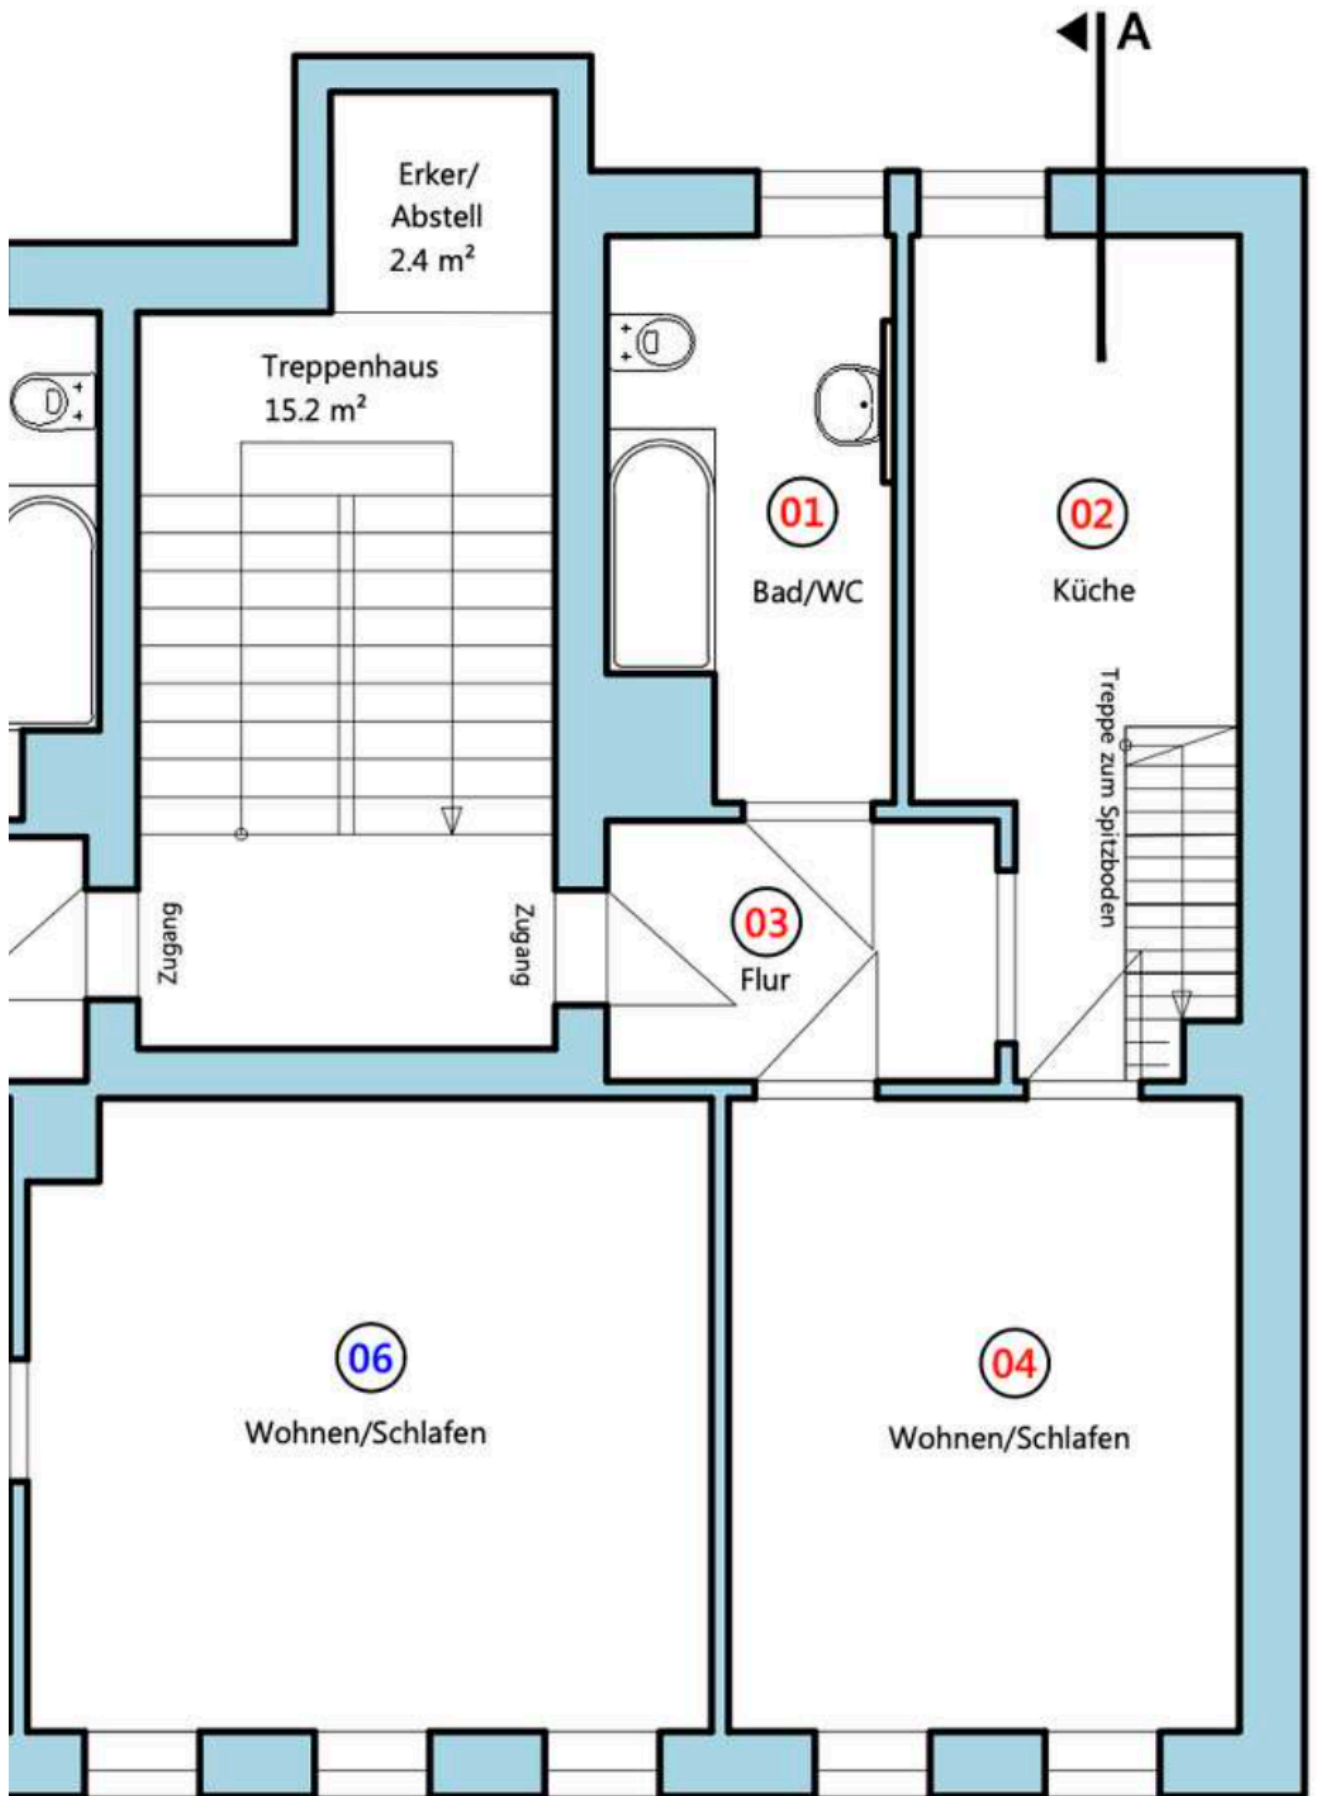 A
Erker/
Abstell
2.4 m²
Treppenhaus
15.2 m²
01
Bad/WC
02
Küche
Treppe zum Spitzboden
Zugang
Zugang
03
Flur
06
Wohnen/Schlafen
04
Wohnen/Schlafen